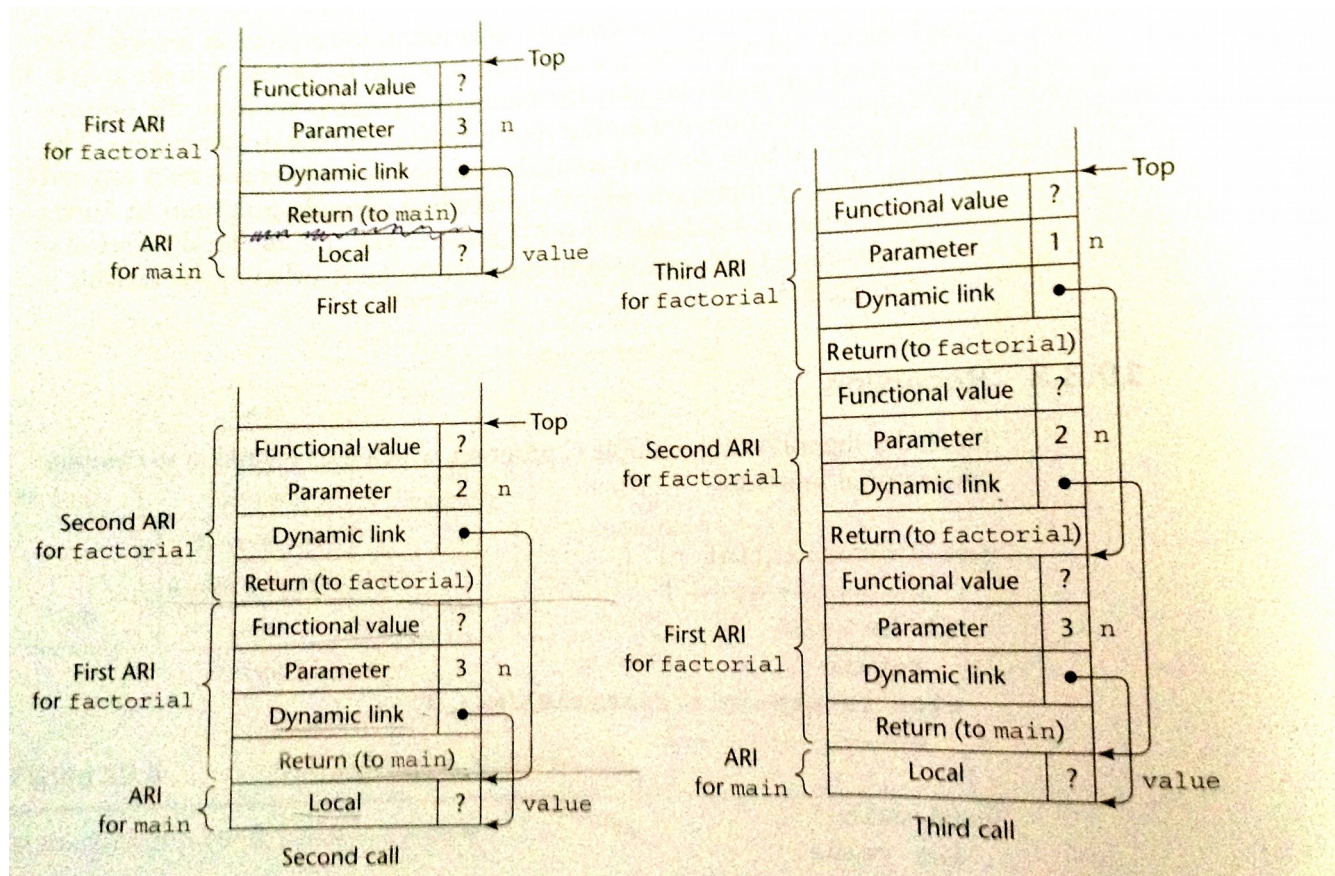 Top
Functional value ?
First ARI
for factorial
Parameter 3 n
Dynamic link
Return (to main)
ARI
for main
Local ? value
First call
Top
Functional value ?
Parameter 2 n
Second ARI
for factorial
Dynamic link
Return (to factorial)
Functional value ?
First ARI
for factorial
Parameter 3 n
Dynamic link
Return (to main)
ARI
for main
Local ? value
Second call
Top
Functional value ?
Parameter 1 n
Third ARI
for factorial
Dynamic link
Return (to factorial)
Functional value ?
Second ARI
for factorial
Parameter 2 n
Dynamic link
Return (to factorial)
Functional value ?
First ARI
for factorial
Parameter 3 n
Dynamic link
Return (to main)
ARI
for main
Local ? value
Third call